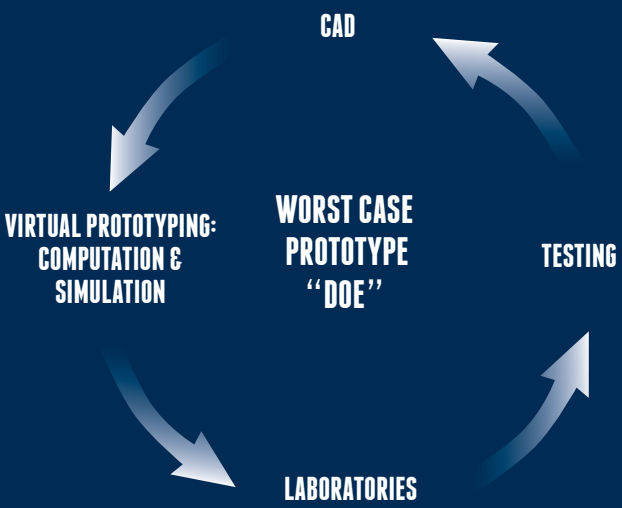 CAD
VIRTUAL PROTOTYPING:
COMPUTATION &
SIMULATION
WORST CASE
PROTOTYPE
“DOE”
TESTING
LABORATORIES